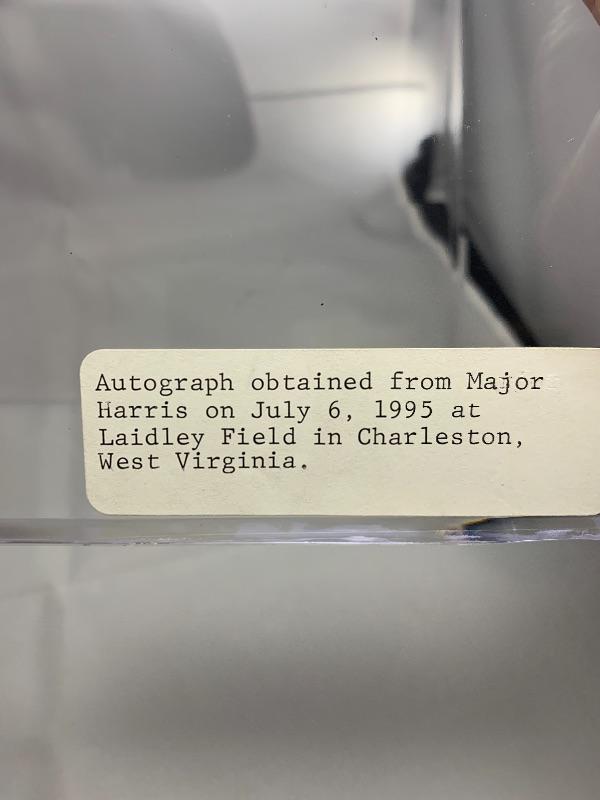 Autograph obtained from Major
Harris on July 6, 1995 at
Laidley Field in Charleston,
West Virginia.